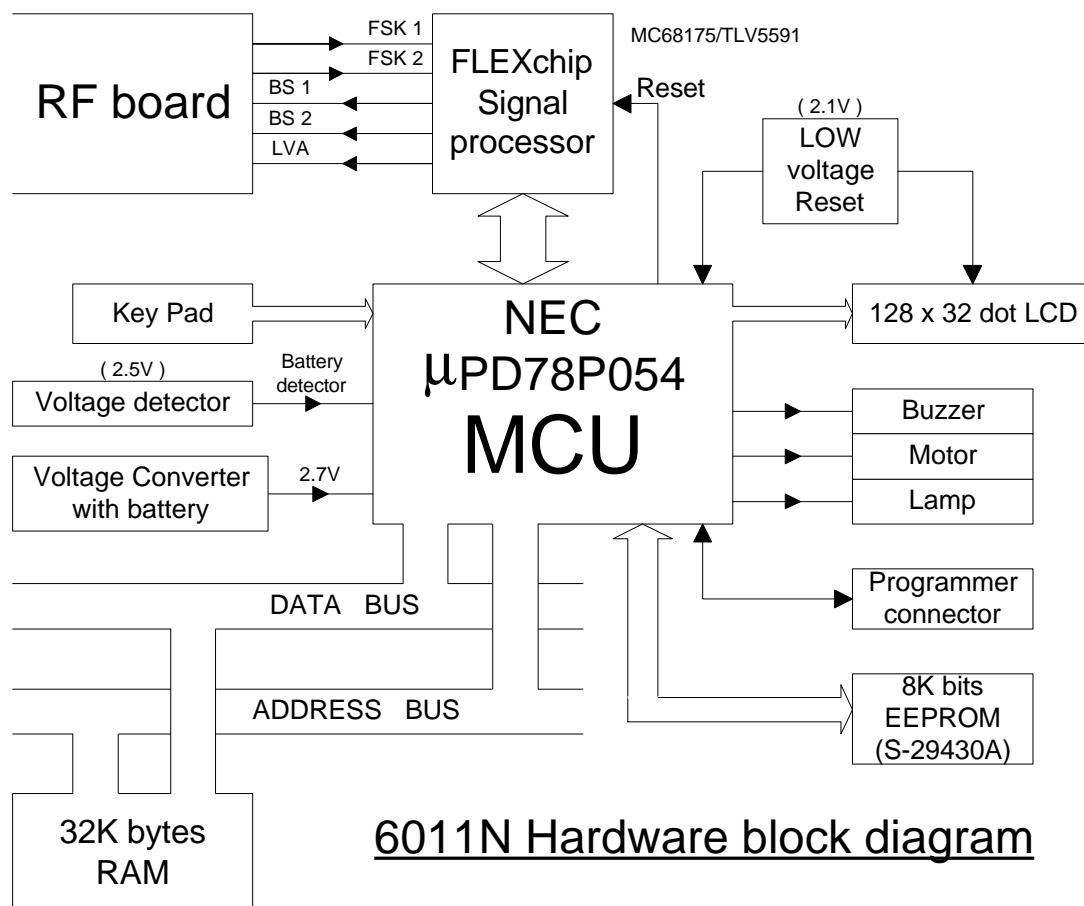 RF board
FSK 1
FSK 2
BS 1
BS 2
LVA
FLEXchip
Signal
processor
MC68175/TLV5591
Reset
( 2.1V )
LOW
voltage
Reset
Key Pad
NEC
μPD78P054
MCU
128 x 32 dot LCD
( 2.5V )
Voltage detector
Battery
detector
Voltage Converter
with battery
2.7V
Buzzer
Motor
Lamp
Programmer
connector
DATA BUS
ADDRESS BUS
8K bits
EEPROM
(S-29430A)
32K bytes
RAM
6011N Hardware block diagram